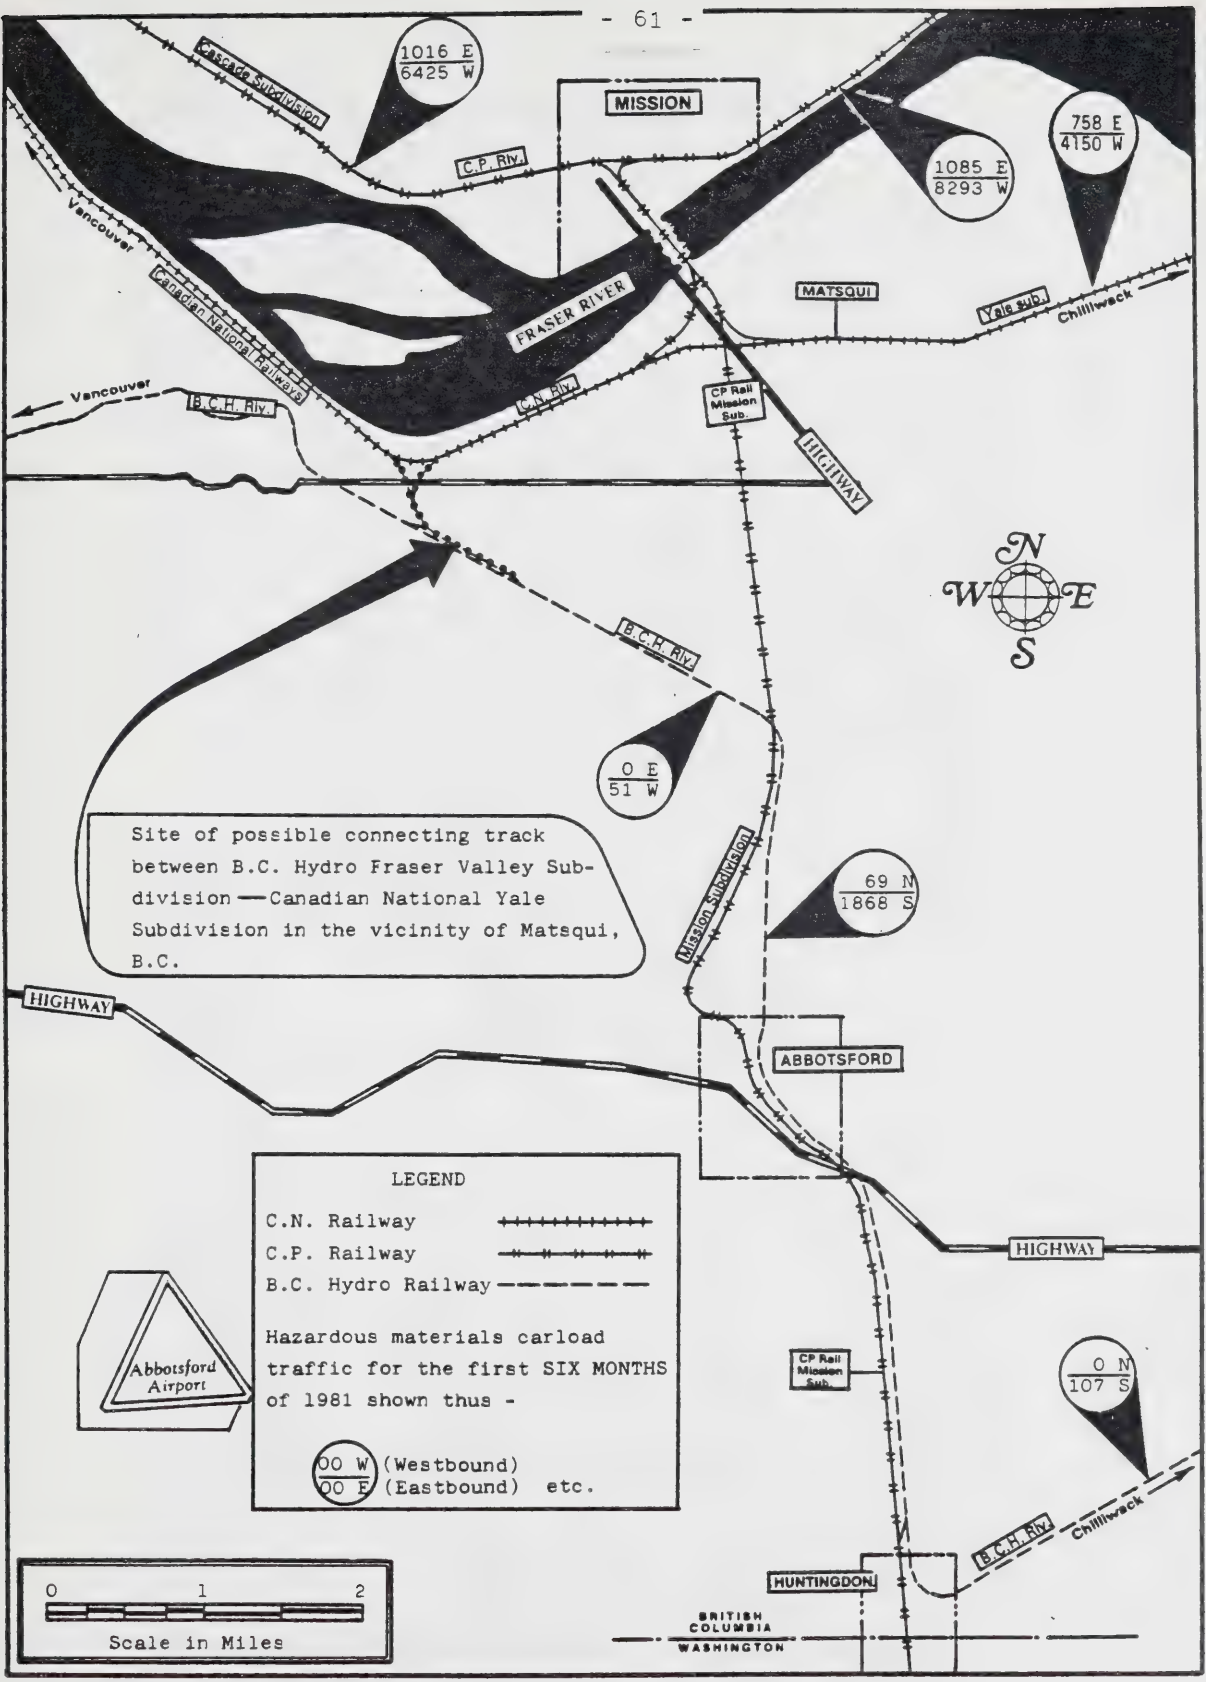 - 61 -
1016 E
6425 W
Cascade Subdivision
MISSION
758 E
4150 W
C.P. Rly.
1085 E
8293 W
Vancouver
Canadian National Railways
FRASER RIVER
MATSQUI
Yale sub.
Chilliwack
Vancouver
B.C.H. Rly.
C.N. Rly.
CP Rail
Mission
Sub.
HIGHWAY
N
W E
S
B.C.H. Rly.
0 E
51 W
Site of possible connecting track
between B.C. Hydro Fraser Valley Sub-
division — Canadian National Yale
Subdivision in the vicinity of Matsqui,
B.C.
Mission Subdivision
69 N
1868 S
HIGHWAY
ABBOTSFORD
LEGEND
C.N. Railway
C.P. Railway
B.C. Hydro Railway
Hazardous materials carload
traffic for the first SIX MONTHS
of 1981 shown thus -
00 W (Westbound)
00 E (Eastbound) etc.
HIGHWAY
Abbotsford
Airport
CP Rail
Mission
Sub.
0 N
107 S
B.C.H. Rly.
Chilliwack
HUNTINGDON
0 1 2
Scale in Miles
BRITISH
COLUMBIA
WASHINGTON